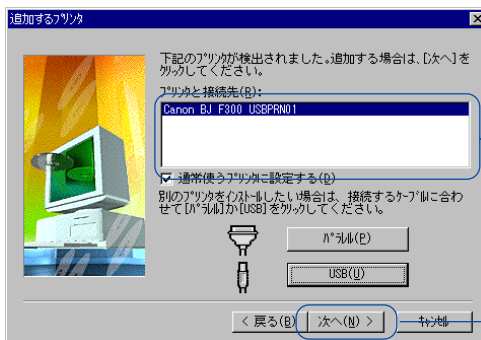 追加するプリンタ
下記のプリンタが検出されました。追加する場合は、[次へ]を
クリックしてください。
プリンタと接続先(P):
Canon BJ F300 USBPRN01
通常使うプリンタに設定する(D)
別のプリンタをインストールしたい場合は、接続するケーブルに合わ
せて[パラレル]か[USB]をクリックしてください。
パラレル(P)
USB(U)
< 戻る(B) 次へ(N) > キャンセル